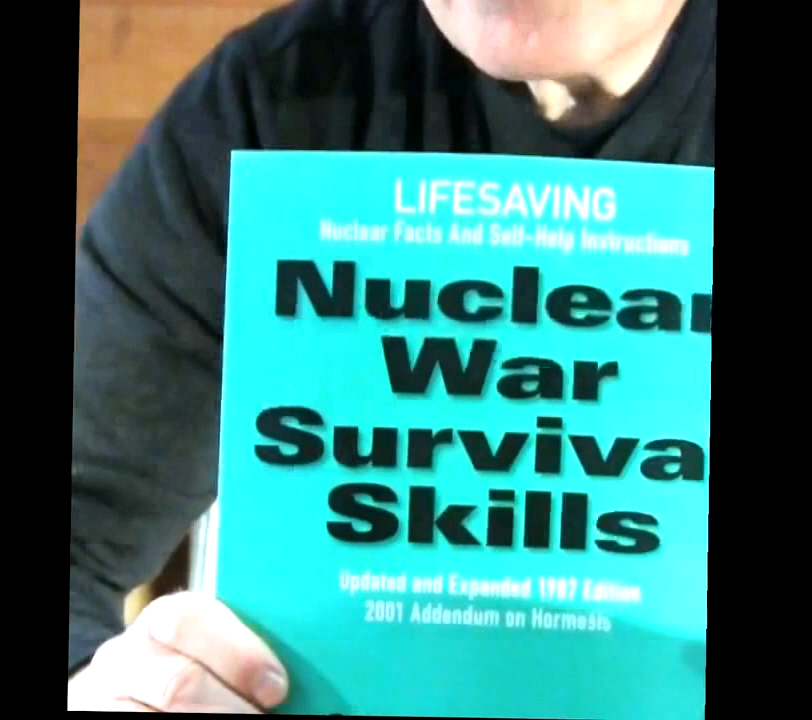 LIFESAVING
Nuclear Facts And Self-Help Instructions
Nuclear
War
Surviva
Skills
Updated and Expanded 1987 Edition
2001 Addendum on Hormesis